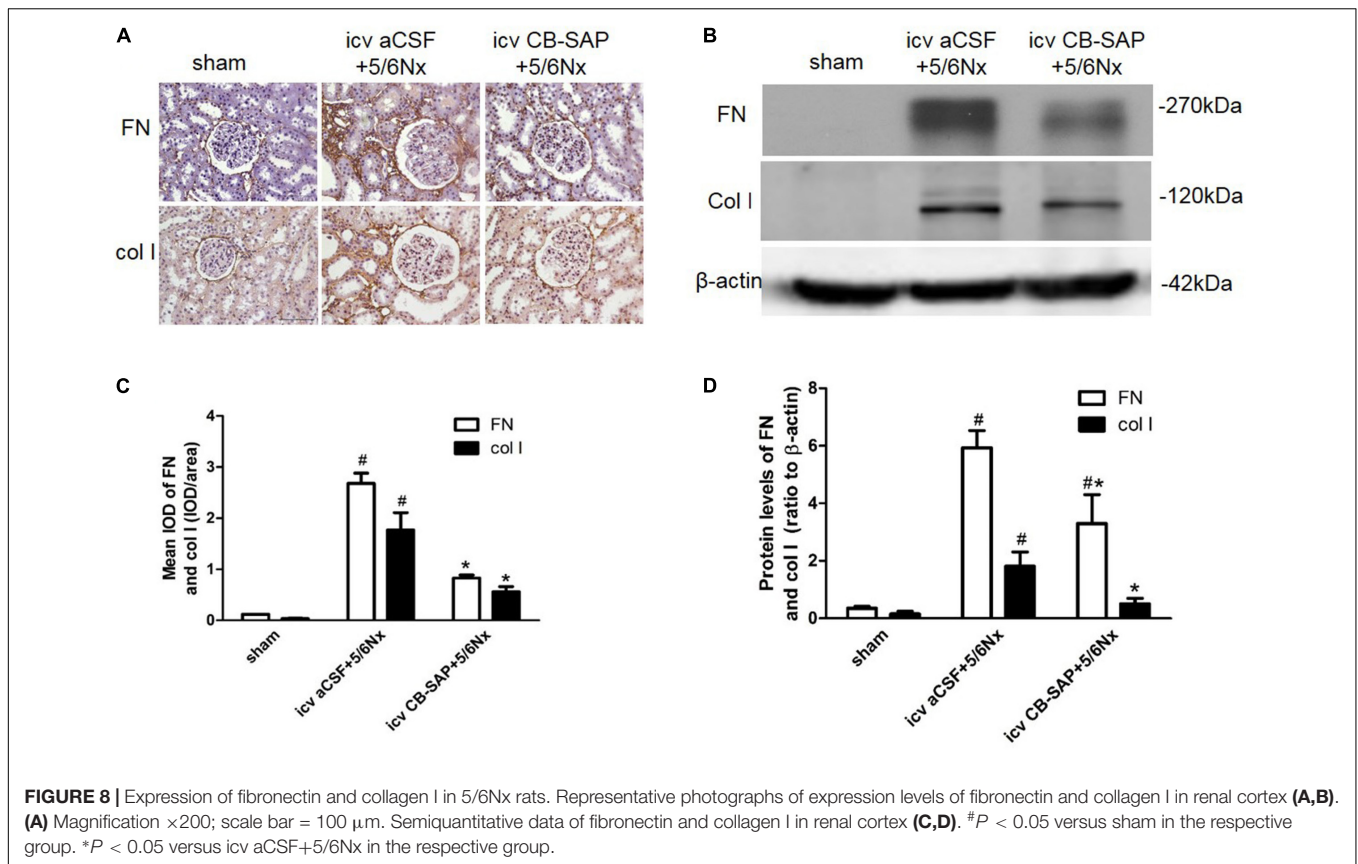 A
sham
icv aCSF
+5/6Nx
icv CB-SAP
+5/6Nx
FN
col I
B
sham
icv aCSF
+5/6Nx
icv CB-SAP
+5/6Nx
FN
-270kDa
Col I
-120kDa
β-actin
-42kDa
C
Mean IOD of FN
and col I (IOD/area)
4
3
2
1
0
FN
col I
#
#
*
*
sham
icv aCSF+5/6Nx
icv CB-SAP+5/6Nx
D
Protein levels of FN
and col I (ratio to β-actin)
8
6
4
2
0
FN
col I
#
#
#*
*
sham
icv aCSF+5/6Nx
icv CB-SAP+5/6Nx
FIGURE 8 | Expression of fibronectin and collagen I in 5/6Nx rats. Representative photographs of expression levels of fibronectin and collagen I in renal cortex (A,B).
(A) Magnification ×200; scale bar = 100 μm. Semiquantitative data of fibronectin and collagen I in renal cortex (C,D). #P < 0.05 versus sham in the respective
group. *P < 0.05 versus icv aCSF+5/6Nx in the respective group.